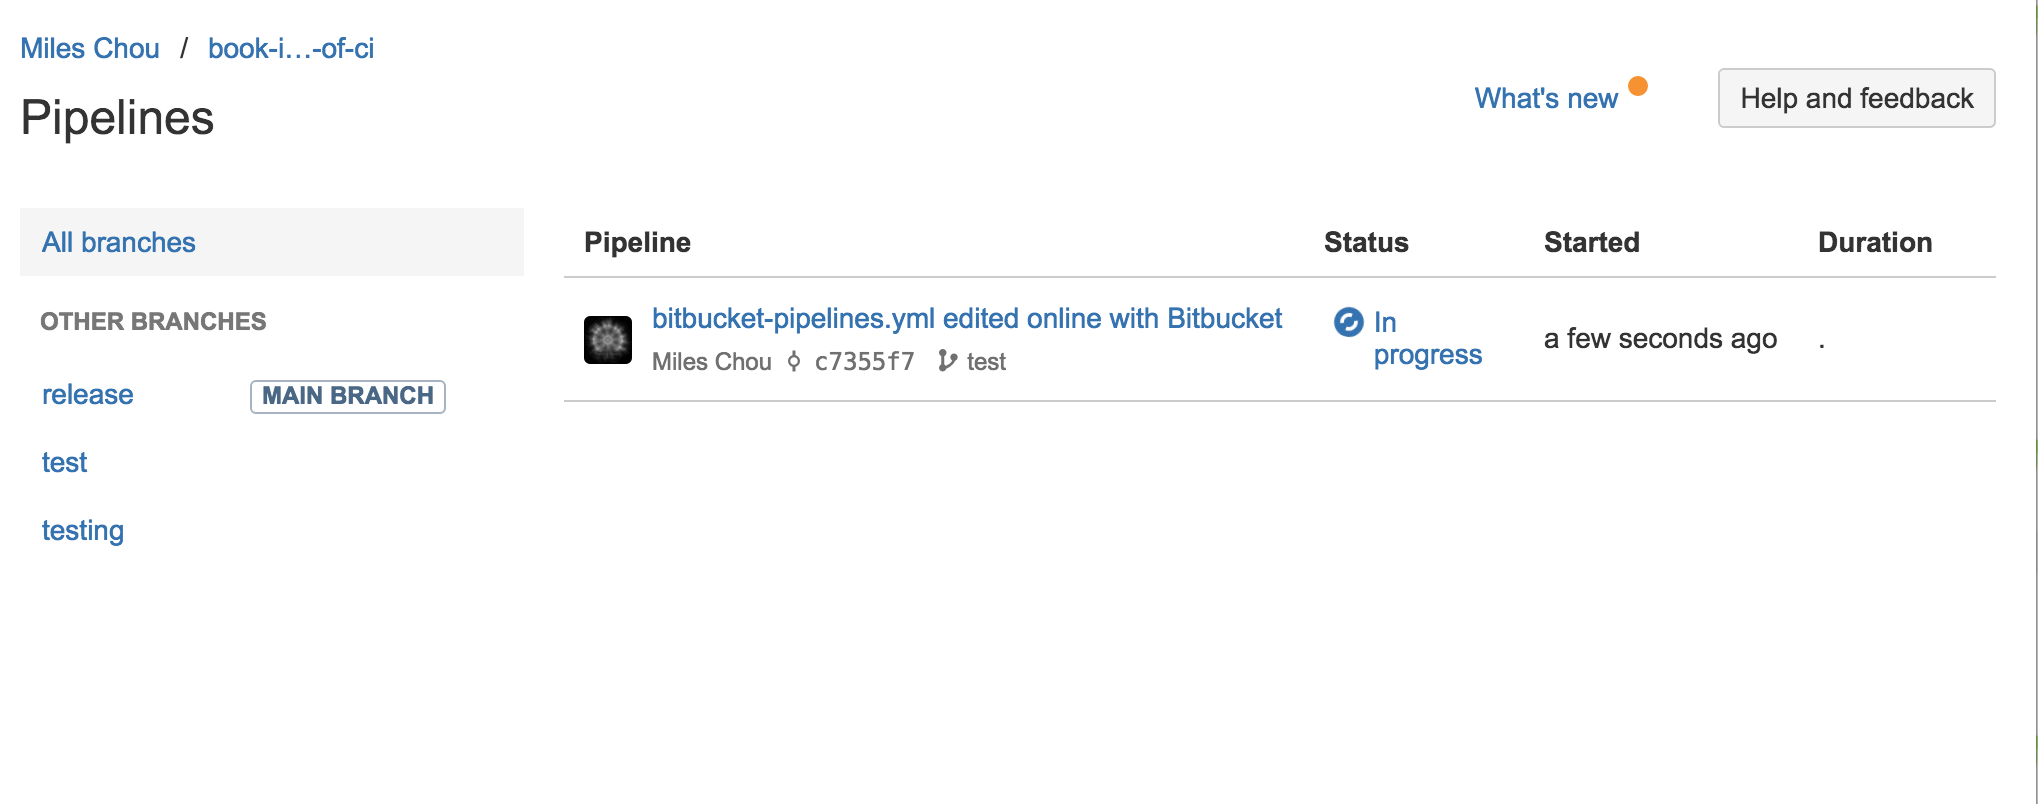 Miles Chou / book-i…-of-ci
Pipelines
What's new
Help and feedback
All branches
OTHER BRANCHES
release MAIN BRANCH
test
testing
Pipeline Status Started Duration
bitbucket-pipelines.yml edited online with Bitbucket
Miles Chou c7355f7 test
In
progress
a few seconds ago .